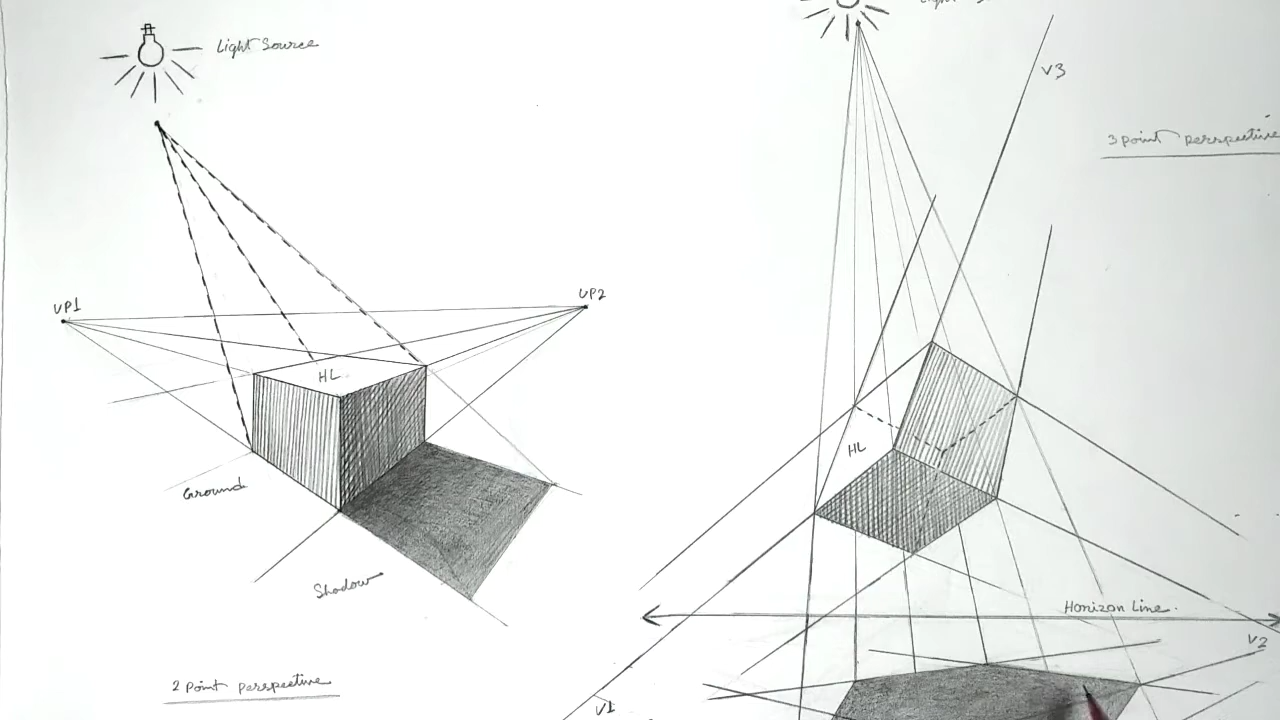 Light Source
VP1
VP2
HL
Ground
Shadow
2 Point Perspective
V3
3 Point Perspective
HL
Horizon Line.
V2
V1